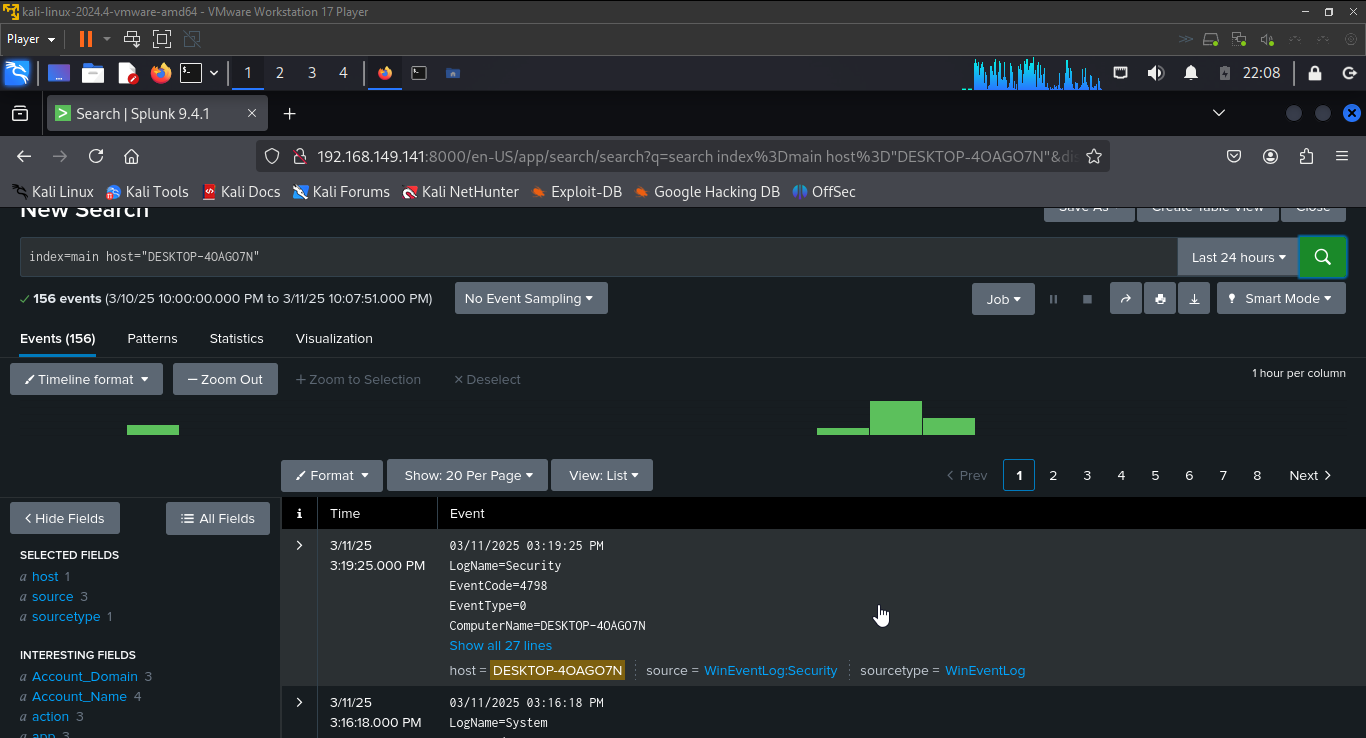 kali-linux-2024.4-vmware-amd64 - VMware Workstation 17 Player
Player
1 2 3 4 22:08
Search | Splunk 9.4.1
192.168.149.141:8000/en-US/app/search/search?q=search index%3Dmain host%3D"DESKTOP-4OAGO7N"&dis
Kali Linux Kali Tools Kali Docs Kali Forums Kali NetHunter Exploit-DB Google Hacking DB OffSec
New Search Save As Create Table View Close
index=main host="DESKTOP-4OAGO7N" Last 24 hours
156 events (3/10/25 10:00:00.000 PM to 3/11/25 10:07:51.000 PM) No Event Sampling Job Smart Mode
Events (156) Patterns Statistics Visualization
Timeline format — Zoom Out + Zoom to Selection × Deselect 1 hour per column
Format Show: 20 Per Page View: List < Prev 1 2 3 4 5 6 7 8 Next >
< Hide Fields All Fields i Time Event
SELECTED FIELDS
a host 1
a source 3
a sourcetype 1
INTERESTING FIELDS
a Account_Domain 3
a Account_Name 4
a action 3
a app 3
> 3/11/25 03/11/2025 03:19:25 PM
3:19:25.000 PM LogName=Security
EventCode=4798
EventType=0
ComputerName=DESKTOP-4OAGO7N
Show all 27 lines
host = DESKTOP-4OAGO7N source = WinEventLog:Security sourcetype = WinEventLog
> 3/11/25 03/11/2025 03:16:18 PM
3:16:18.000 PM LogName=System